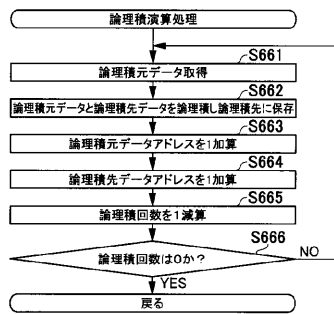 論理積演算処理
S661
論理積元データ取得
S662
論理積元データと論理先データを論理積し論理積先に保存
S663
論理積元データアドレスを1加算
S664
論理積先データアドレスを1加算
S665
論理積回数を1減算
S666
論理積回数は0か？
NO
YES
戻る